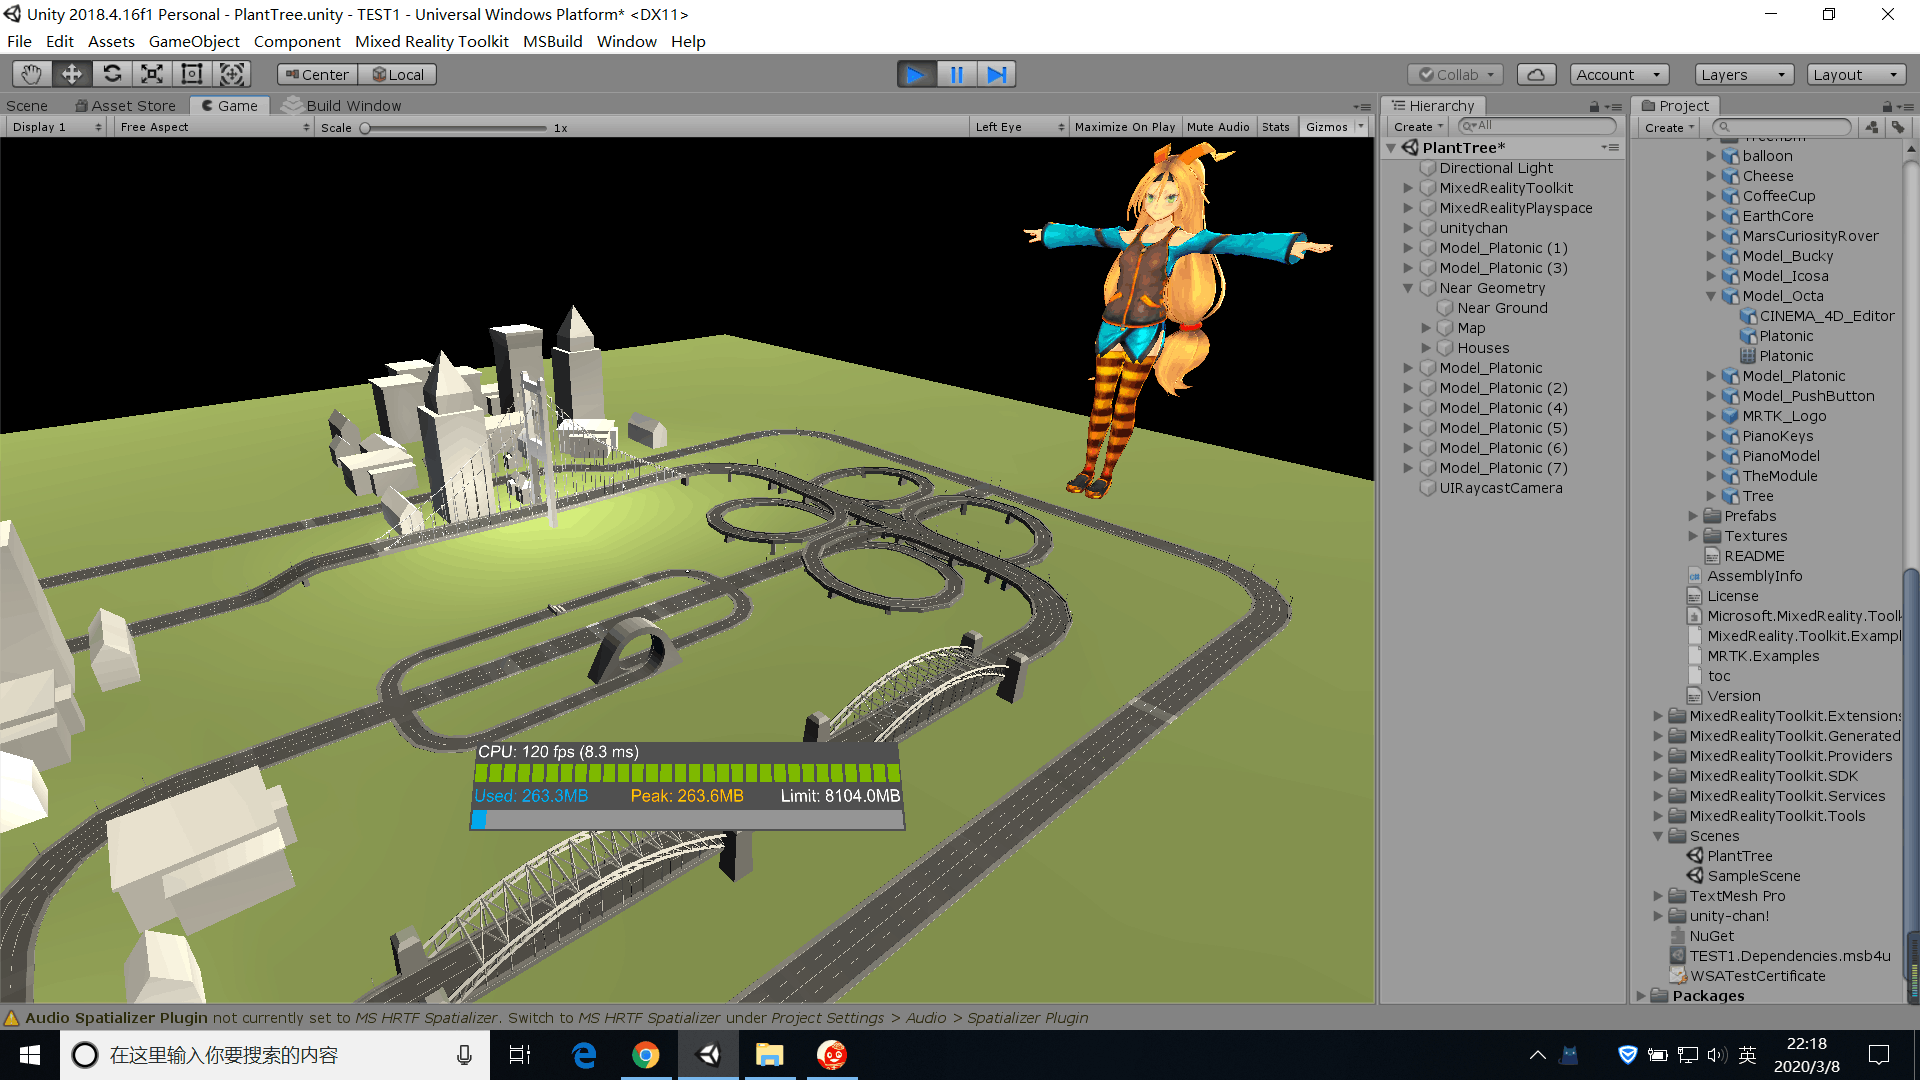 Unity 2018.4.16f1 Personal - PlantTree.unity - TEST1 - Universal Windows Platform* <DX11>
File Edit Assets GameObject Component Mixed Reality Toolkit MSBuild Window Help
Center Local Collab Account Layers Layout
Scene Asset Store Game Build Window
Display 1 Free Aspect Scale 1x Left Eye Maximize On Play Mute Audio Stats Gizmos
CPU: 120 fps (8.3 ms)
Used: 263.3MB Peak: 263.6MB Limit: 8104.0MB
Hierarchy
Create All
PlantTree*
Directional Light
MixedRealityToolkit
MixedRealityPlayspace
unitychan
Model_Platonic (1)
Model_Platonic (3)
Near Geometry
Near Ground
Map
Houses
Model_Platonic
Model_Platonic (2)
Model_Platonic (4)
Model_Platonic (5)
Model_Platonic (6)
Model_Platonic (7)
UIRaycastCamera
Project
Create
balloon
Cheese
CoffeeCup
EarthCore
MarsCuriosityRover
Model_Bucky
Model_Icosa
Model_Octa
CINEMA_4D_Editor
Platonic
Platonic
Model_Platonic
Model_PushButton
MRTK_Logo
PianoKeys
PianoModel
TheModule
Tree
Prefabs
Textures
README
AssemblyInfo
License
Microsoft.MixedReality.Toolk
MixedReality.Toolkit.Exampl
MRTK.Examples
toc
Version
MixedRealityToolkit.Extensions
MixedRealityToolkit.Generated
MixedRealityToolkit.Providers
MixedRealityToolkit.SDK
MixedRealityToolkit.Services
MixedRealityToolkit.Tools
Scenes
PlantTree
SampleScene
TextMesh Pro
unity-chan!
NuGet
TEST1.Dependencies.msb4u
WSATestCertificate
Packages
Audio Spatializer Plugin not currently set to MS HRTF Spatializer. Switch to MS HRTF Spatializer under Project Settings > Audio > Spatializer Plugin
在这里输入你要搜索的内容
英
22:18
2020/3/8